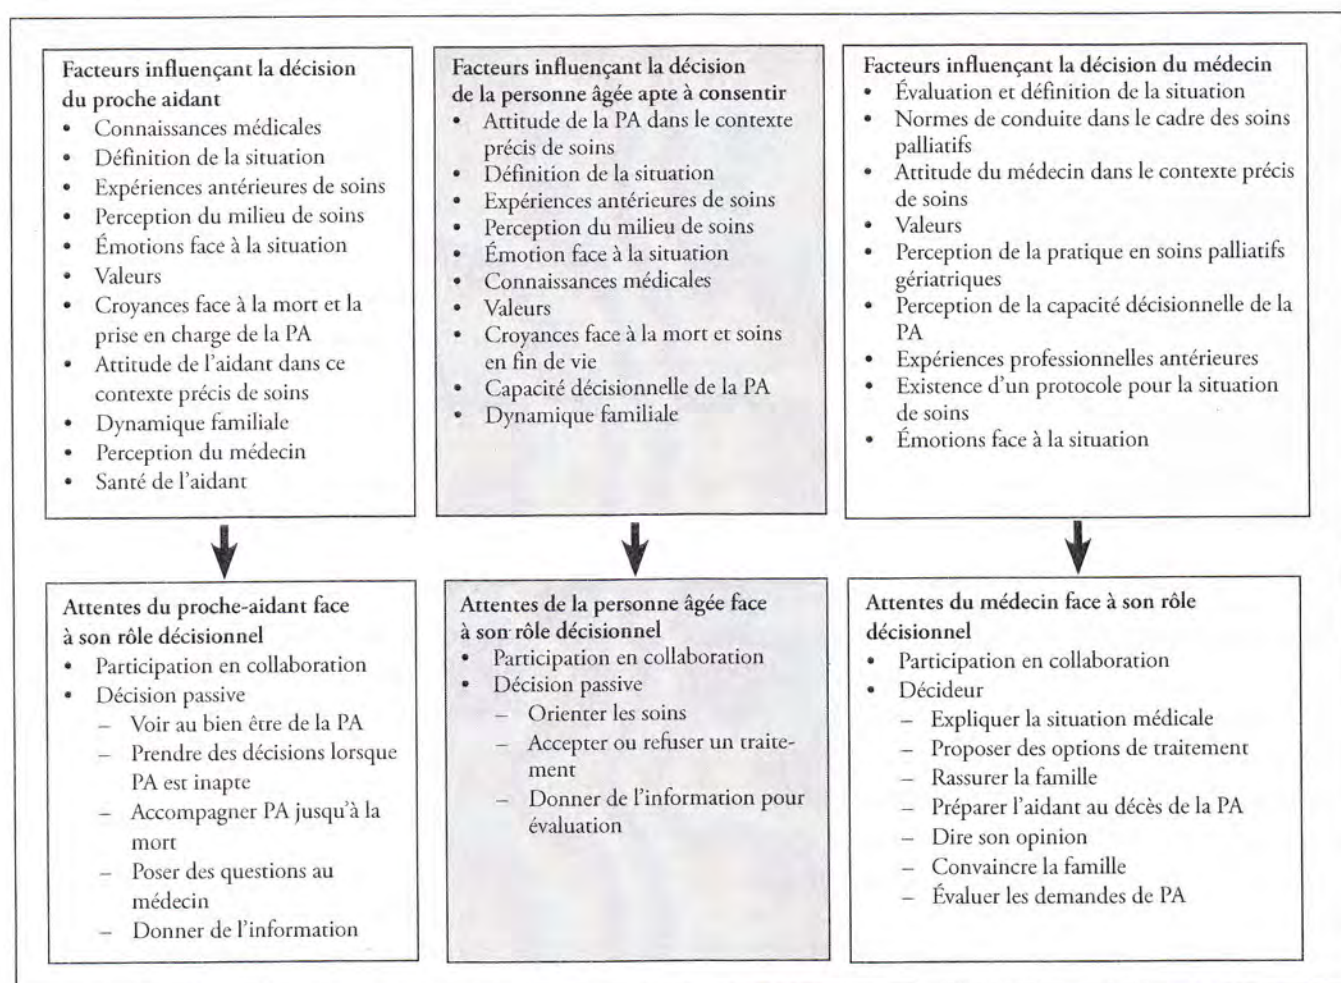 Facteurs influençant la décision
du proche aidant
• Connaissances médicales
• Définition de la situation
• Expériences antérieures de soins
• Perception du milieu de soins
• Émotions face à la situation
• Valeurs
• Croyances face à la mort et la
prise en charge de la PA
• Attitude de l'aidant dans ce
contexte précis de soins
• Dynamique familiale
• Perception du médecin
• Santé de l'aidant
Facteurs influençant la décision
de la personne âgée apte à consentir
• Attitude de la PA dans le contexte
précis de soins
• Définition de la situation
• Expériences antérieures de soins
• Perception du milieu de soins
• Émotion face à la situation
• Connaissances médicales
• Valeurs
• Croyances face à la mort et soins
en fin de vie
• Capacité décisionnelle de la PA
• Dynamique familiale
Facteurs influençant la décision du médecin
• Évaluation et définition de la situation
• Normes de conduite dans le cadre des soins
palliatifs
• Attitude du médecin dans le contexte précis
de soins
• Valeurs
• Perception de la pratique en soins palliatifs
gériatriques
• Perception de la capacité décisionnelle de la
PA
• Expériences professionnelles antérieures
• Existence d'un protocole pour la situation
de soins
• Émotions face à la situation
Attentes du proche-aidant face
à son rôle décisionnel
• Participation en collaboration
• Décision passive
– Voir au bien être de la PA
– Prendre des décisions lorsque
PA est inapte
– Accompagner PA jusqu'à la
mort
– Poser des questions au
médecin
– Donner de l'information
Attentes de la personne âgée face
à son rôle décisionnel
• Participation en collaboration
• Décision passive
– Orienter les soins
– Accepter ou refuser un traite-
ment
– Donner de l'information pour
évaluation
Attentes du médecin face à son rôle
décisionnel
• Participation en collaboration
• Décideur
– Expliquer la situation médicale
– Proposer des options de traitement
– Rassurer la famille
– Préparer l'aidant au décès de la PA
– Dire son opinion
– Convaincre la famille
– Évaluer les demandes de PA